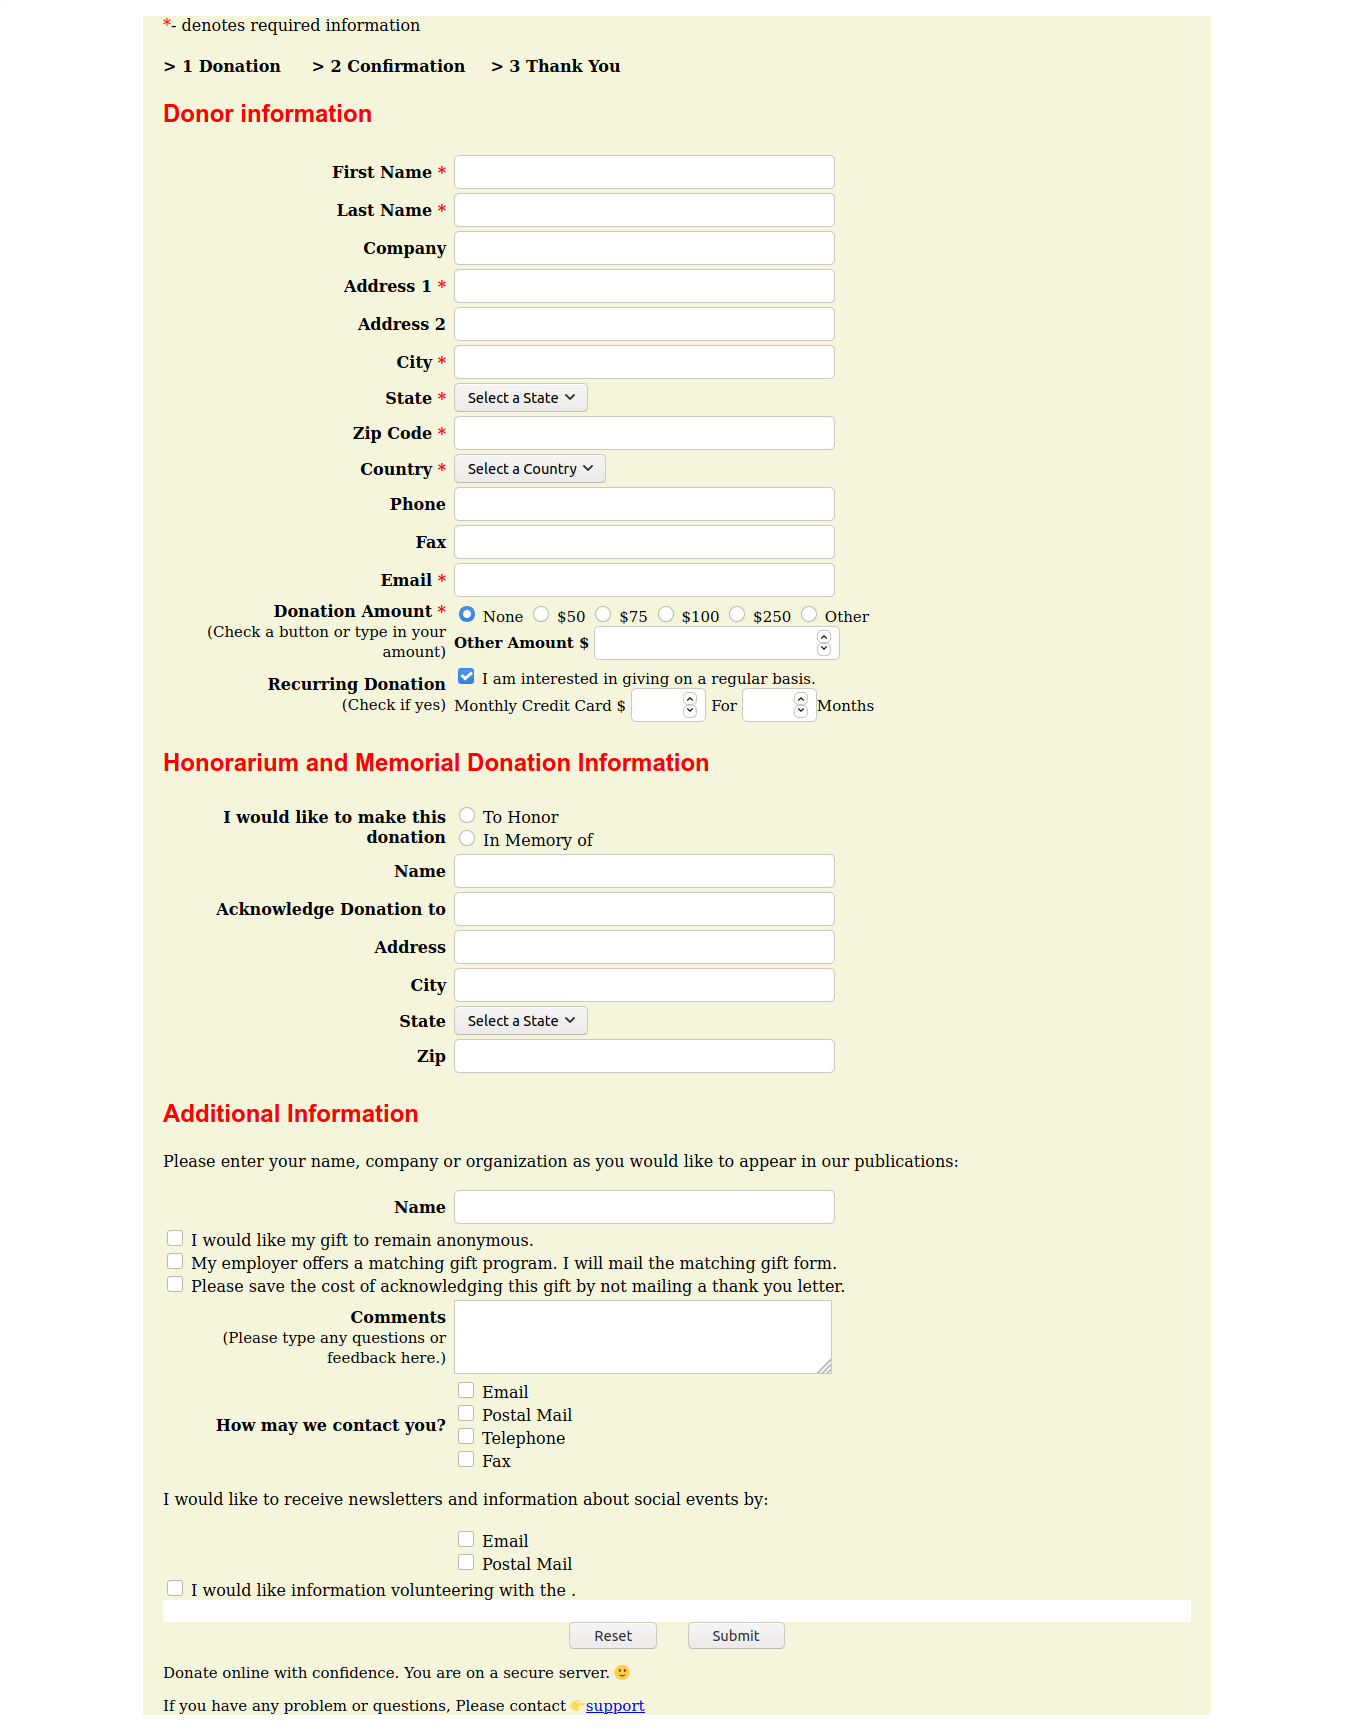 *- denotes required information
> 1 Donation > 2 Confirmation > 3 Thank You
Donor information
First Name *
Last Name *
Company
Address 1 *
Address 2
City *
State * Select a State
Zip Code *
Country * Select a Country
Phone
Fax
Email *
Donation Amount * None $50 $75 $100 $250 Other
(Check a button or type in your
amount)
Other Amount $
Recurring Donation I am interested in giving on a regular basis.
(Check if yes) Monthly Credit Card $ For Months
Honorarium and Memorial Donation Information
I would like to make this
donation
To Honor
In Memory of
Name
Acknowledge Donation to
Address
City
State Select a State
Zip
Additional Information
Please enter your name, company or organization as you would like to appear in our publications:
Name
I would like my gift to remain anonymous.
My employer offers a matching gift program. I will mail the matching gift form.
Please save the cost of acknowledging this gift by not mailing a thank you letter.
Comments
(Please type any questions or
feedback here.)
How may we contact you?
Email
Postal Mail
Telephone
Fax
I would like to receive newsletters and information about social events by:
Email
Postal Mail
I would like information volunteering with the .
Reset Submit
Donate online with confidence. You are on a secure server. 🙂
If you have any problem or questions, Please contact 👉support